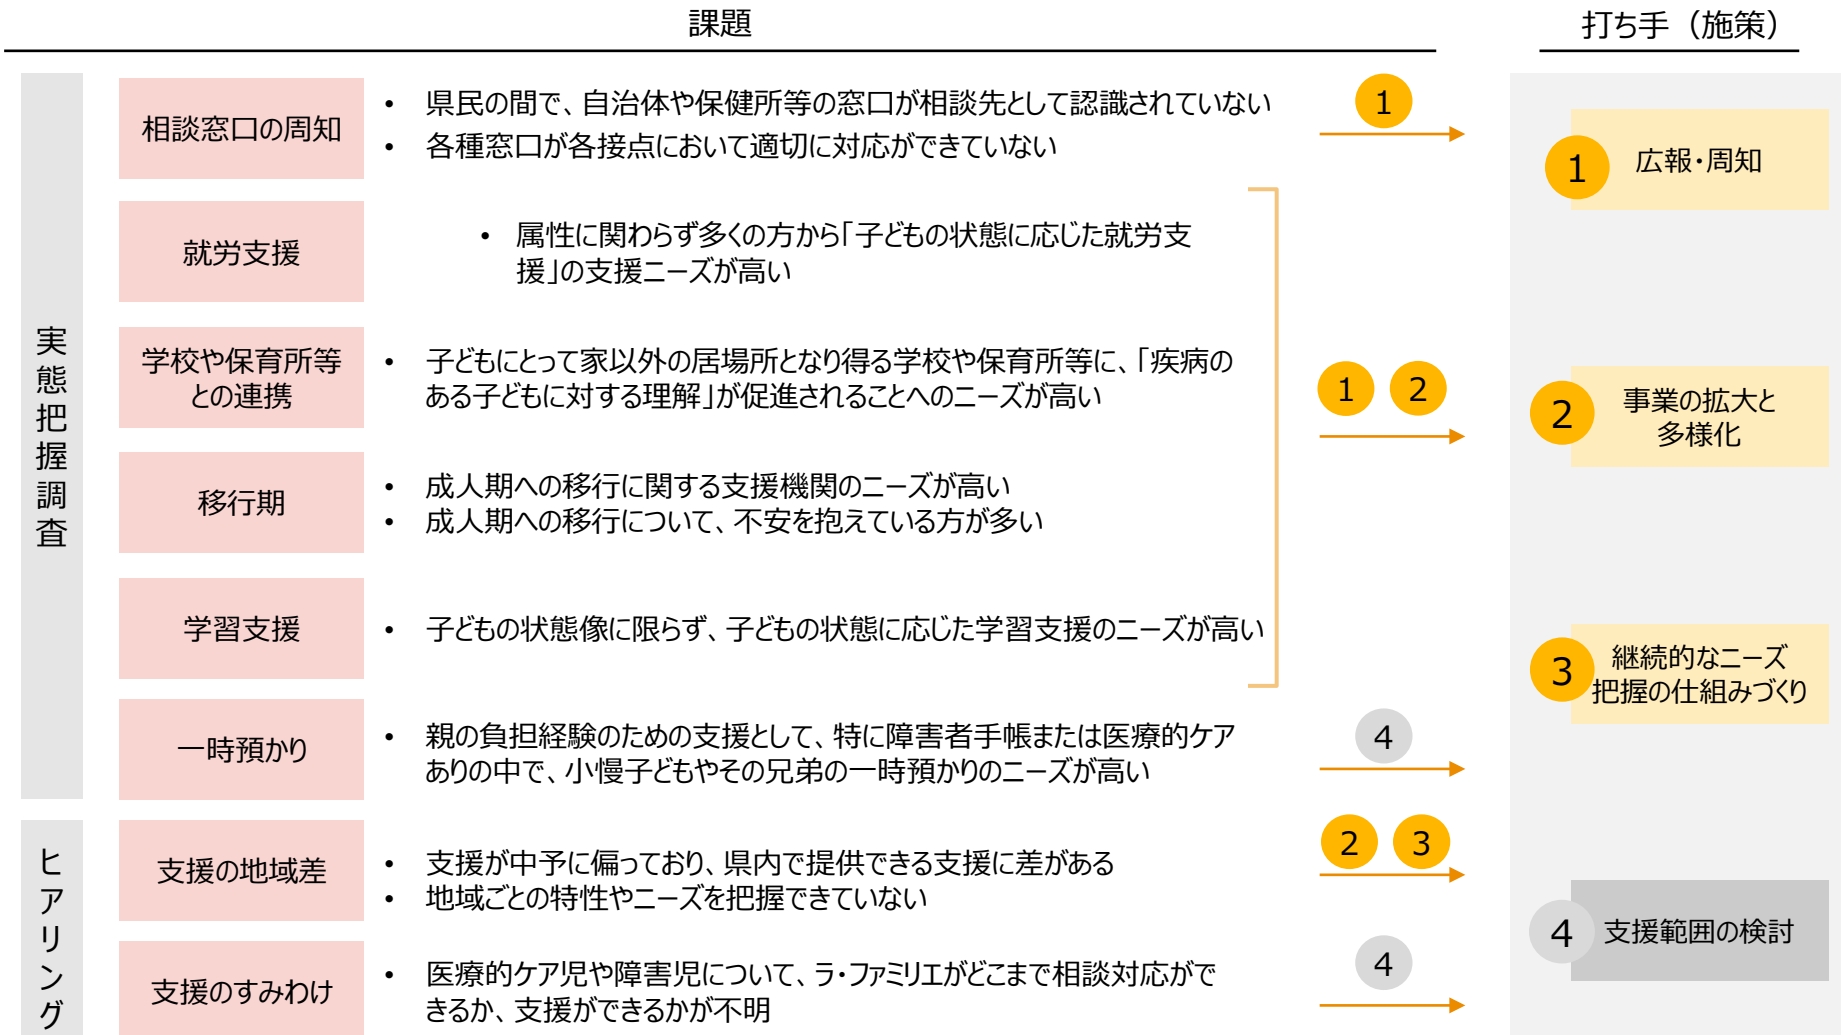 課題
打ち手（施策）
実態把握調査
相談窓口の周知
• 県民の間で、自治体や保健所等の窓口が相談先として認識されていない
• 各種窓口が各接点において適切に対応ができていない
1
就労支援
• 属性に関わらず多くの方から「子どもの状態に応じた就労支
援」の支援ニーズが高い
学校や保育所等
との連携
• 子どもにとって家以外の居場所となり得る学校や保育所等に、「疾病の
ある子どもに対する理解」が促進されることへのニーズが高い
1 2
移行期
• 成人期への移行に関する支援機関のニーズが高い
• 成人期への移行について、不安を抱えている方が多い
学習支援
• 子どもの状態像に限らず、子どもの状態に応じた学習支援のニーズが高い
一時預かり
• 親の負担経験のための支援として、特に障害者手帳または医療的ケア
ありの中で、小慢子どもやその兄弟の一時預かりのニーズが高い
4
ヒアリング
支援の地域差
• 支援が中予に偏っており、県内で提供できる支援に差がある
• 地域ごとの特性やニーズを把握できていない
2 3
支援のすみわけ
• 医療的ケア児や障害児について、ラ・ファミリエがどこまで相談対応がで
きるか、支援ができるかが不明
4
1 広報・周知
2 事業の拡大と
多様化
3 継続的なニーズ
把握の仕組みづくり
4 支援範囲の検討